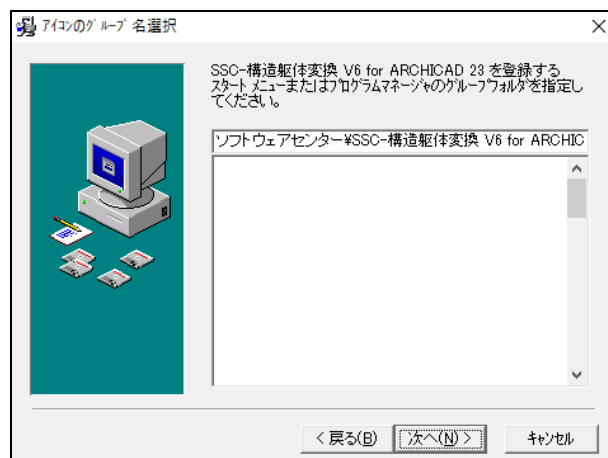 ｱｲｺﾝのｸﾞﾙｰﾌﾟ名選択
SSC-構造躯体変換 V6 for ARCHICAD 23 を登録する
ｽﾀｰﾄ ﾒﾆｭｰまたはﾌﾟﾛｸﾞﾗﾑﾏﾈｰｼﾞｬのｸﾞﾙｰﾌﾟﾌｫﾙﾀﾞを指定し
てください。
ソフトウェアセンター¥SSC-構造躯体変換 V6 for ARCHIC
< 戻る(B)
次へ(N) >
ｷｬﾝｾﾙ